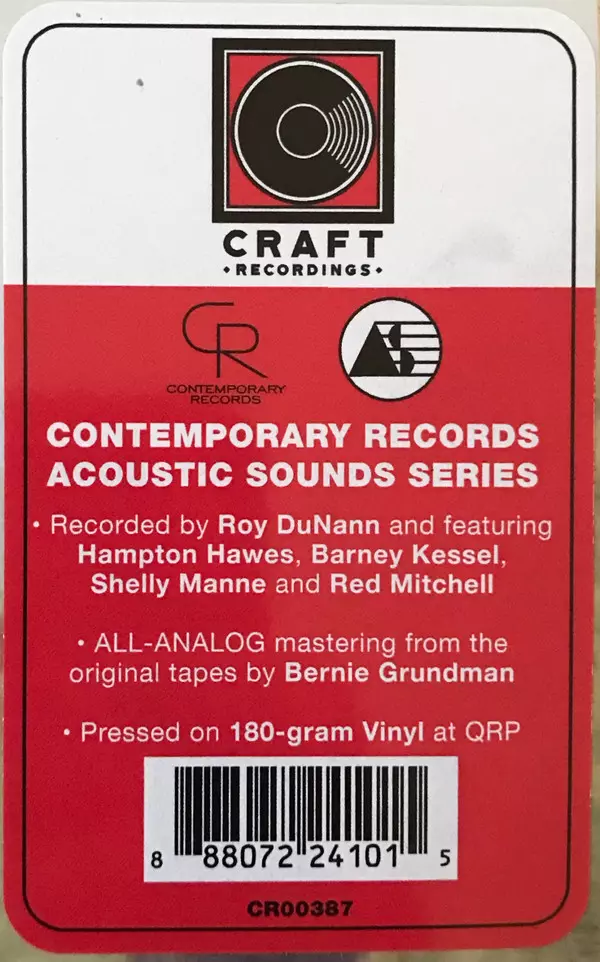 CRAFT
•RECORDINGS•
CR
CONTEMPORARY
RECORDS
AS
CONTEMPORARY RECORDS
ACOUSTIC SOUNDS SERIES
• Recorded by Roy DuNann and featuring
Hampton Hawes, Barney Kessel,
Shelly Manne and Red Mitchell
• ALL-ANALOG mastering from the
original tapes by Bernie Grundman
• Pressed on 180-gram Vinyl at QRP
8 88072 24101 5
CR00387